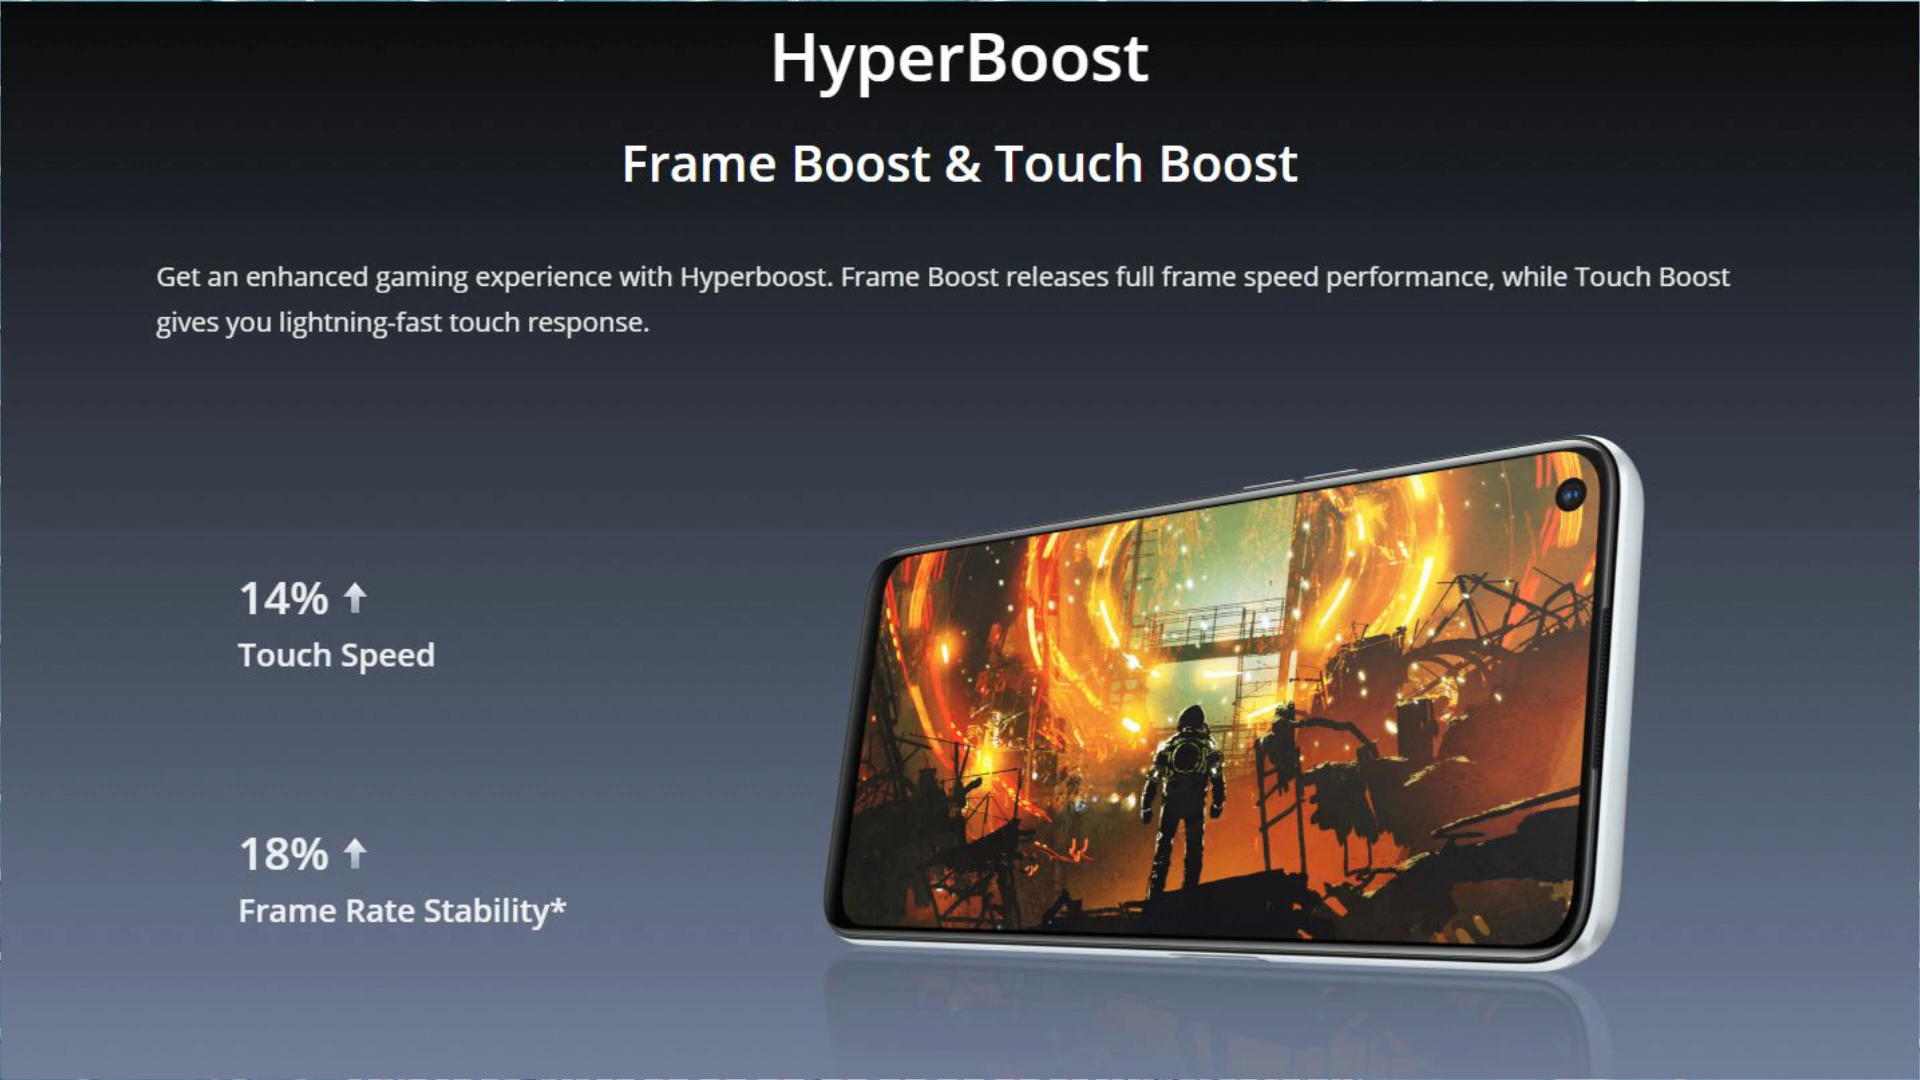 HyperBoost
Frame Boost & Touch Boost
Get an enhanced gaming experience with Hyperboost. Frame Boost releases full frame speed performance, while Touch Boost
gives you lightning-fast touch response.
14% ↑
Touch Speed
18% ↑
Frame Rate Stability*